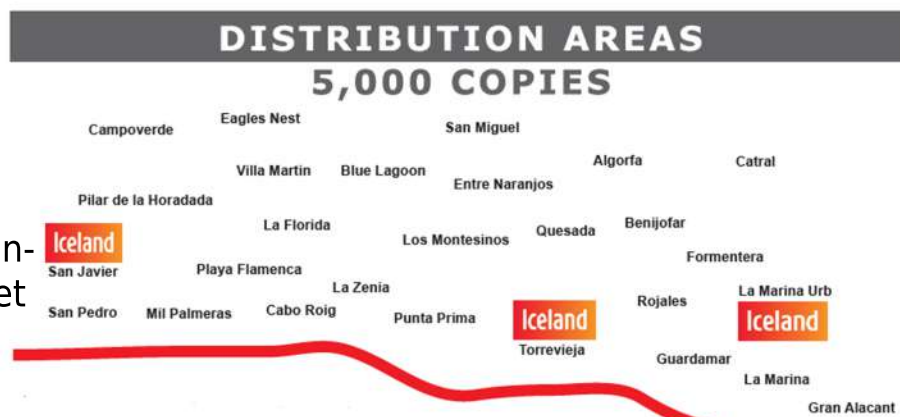 DISTRIBUTION AREAS
5,000 COPIES
Eagles Nest
Campoverde
San Miguel
Algorfa
Catral
Villa Martin
Blue Lagoon
Entre Naranjos
Pilar de la Horadada
La Florida
Benijofar
Quesada
Los Montesinos
Iceland
San Javier
n-
et
Formentera
Playa Flamenca
La Zenia
La Marina Urb
Iceland
Rojales
San Pedro
Mil Palmeras
Cabo Roig
Punta Prima
Iceland
Torrevieja
Guardamar
La Marina
Gran Alacant